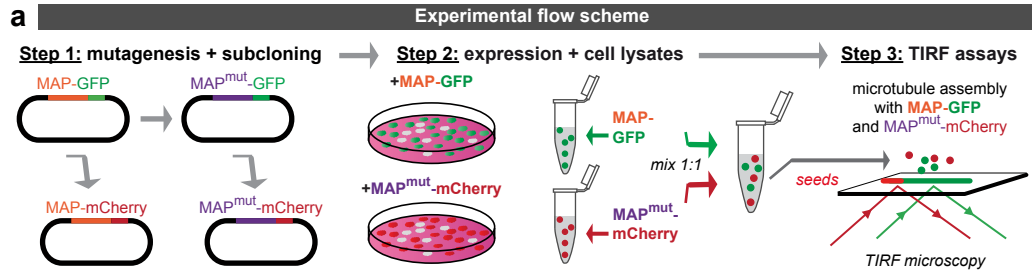 a
Experimental flow scheme
Step 1: mutagenesis + subcloning
MAP-GFP
MAPmut-GFP
MAP-mCherry
MAPmut-mCherry
Step 2: expression + cell lysates
+MAP-GFP
+MAPmut-mCherry
MAP-
GFP
MAPmut-
mCherry
mix 1:1
Step 3: TIRF assays
microtubule assembly
with MAP-GFP
and MAPmut-mCherry
seeds
TIRF microscopy